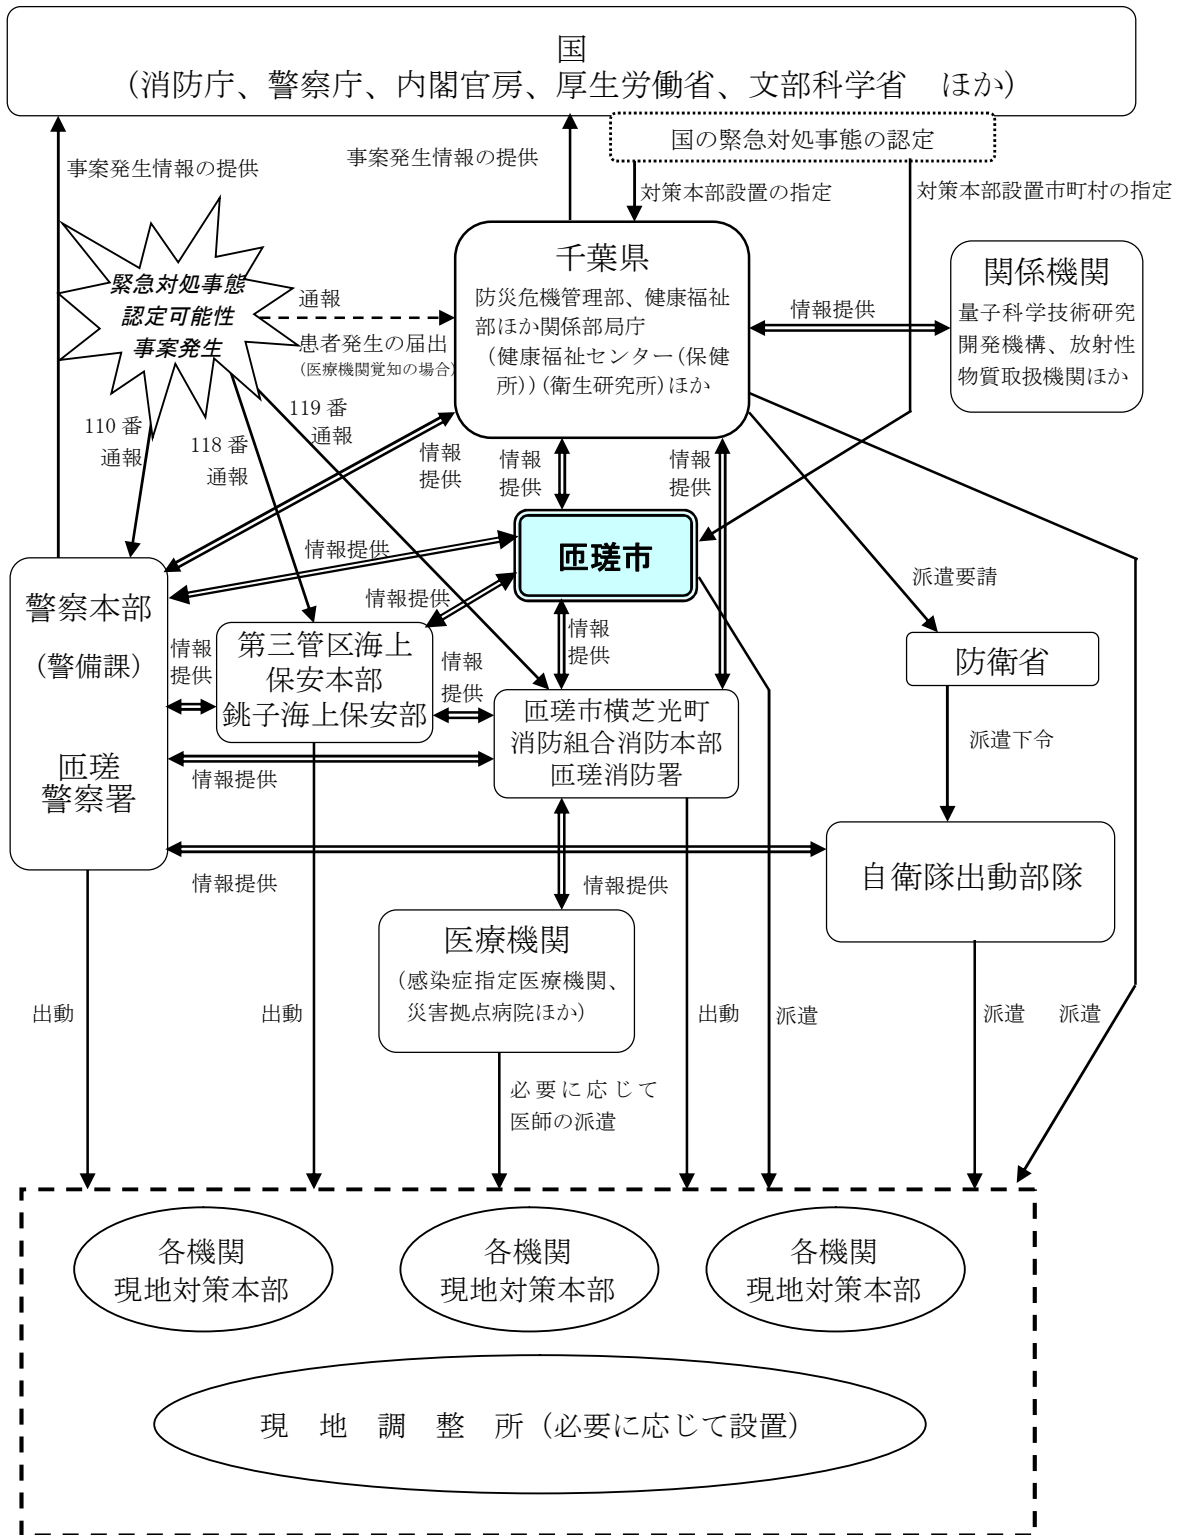 国
（消防庁、警察庁、内閣官房、厚生労働省、文部科学省　ほか）
国の緊急対処事態の認定
事案発生情報の提供
事案発生情報の提供
対策本部設置の指定
対策本部設置市町村の指定
緊急対処事態
認定可能性
事案発生
通報
患者発生の届出
（医療機関覚知の場合）
千葉県
防災危機管理部、健康福祉
部ほか関係部局庁
（健康福祉センター（保健
所））（衛生研究所）ほか
情報提供
関係機関
量子科学技術研究
開発機構、放射性
物質取扱機関ほか
110 番
通報
118 番
通報
119 番
通報
情報
提供
情報
提供
情報
提供
匝瑳市
情報提供
情報提供
情報
提供
派遣要請
警察本部
（警備課）
匝瑳
警察署
情報
提供
第三管区海上
保安本部
銚子海上保安部
情報
提供
匝瑳市横芝光町
消防組合消防本部
匝瑳消防署
防衛省
派遣下令
情報提供
情報提供
情報提供
自衛隊出動部隊
医療機関
（感染症指定医療機関、
災害拠点病院ほか）
出動
出動
出動
派遣
派遣
派遣
必要に応じて
医師の派遣
各機関
現地対策本部
各機関
現地対策本部
各機関
現地対策本部
現　地　調　整　所（必要に応じて設置）